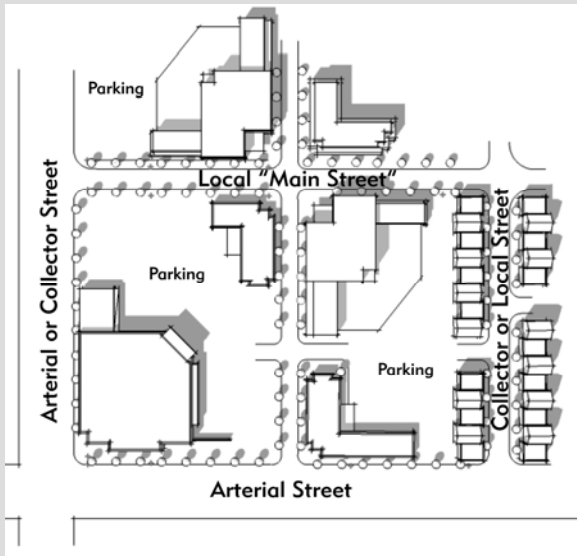 Parking
Local "Main Street"
Arterial or Collector Street
Parking
Collector or Local Street
Parking
Arterial Street